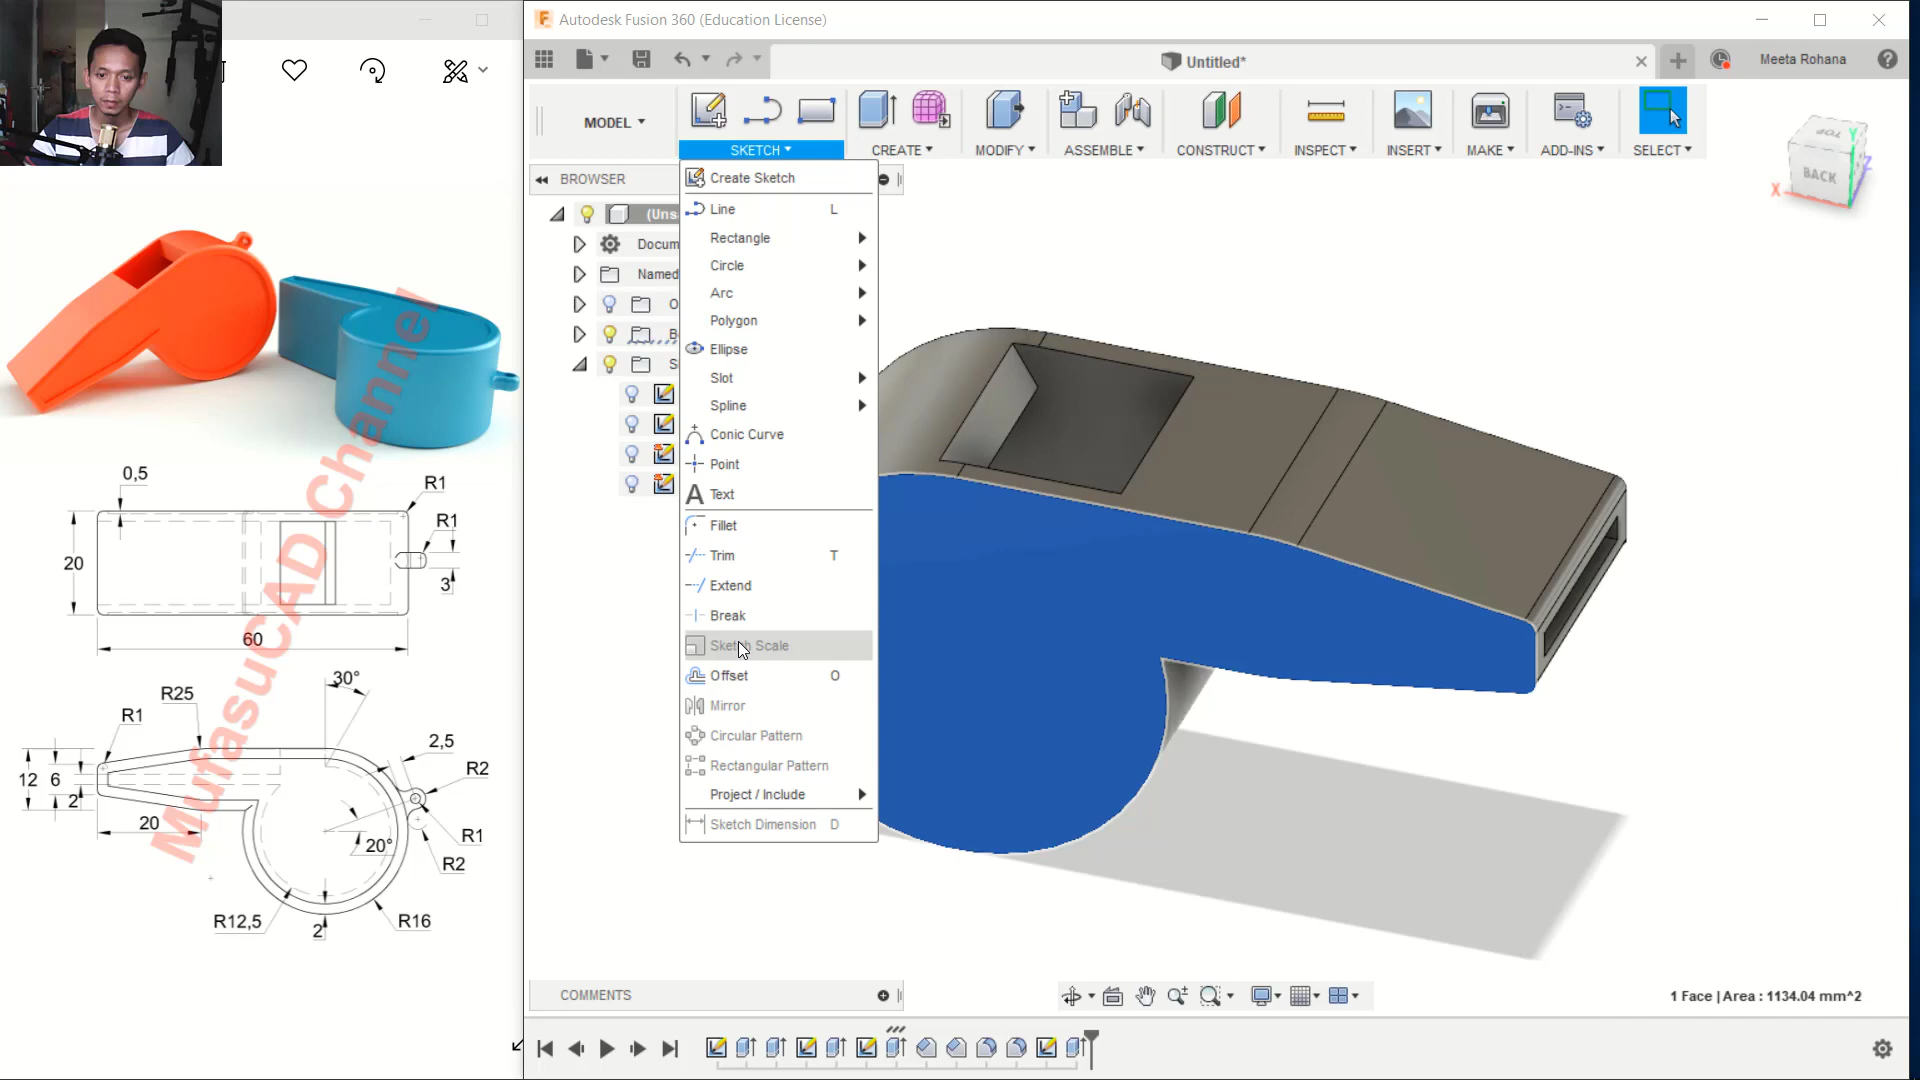 Autodesk Fusion 360 (Education License)
Untitled*
Meeta Rohana
MODEL
SKETCH
CREATE
MODIFY
ASSEMBLE
CONSTRUCT
INSPECT
INSERT
MAKE
ADD-INS
SELECT
TOP
BACK
X
Y
Z
BROWSER
(Uns
Docum
Named
O
B
S
Create Sketch
Line L
Rectangle
Circle
Arc
Polygon
Ellipse
Slot
Spline
Conic Curve
Point
Text
Fillet
Trim T
Extend
Break
Sketch Scale
Offset O
Mirror
Circular Pattern
Rectangular Pattern
Project / Include
Sketch Dimension D
MufasuCAD Channel
0,5
R1
R1
20
3
60
30°
R25
R1
2,5
R2
12
6
2
20
R1
20°
R2
R12,5
2
R16
COMMENTS
1 Face | Area : 1134.04 mm^2